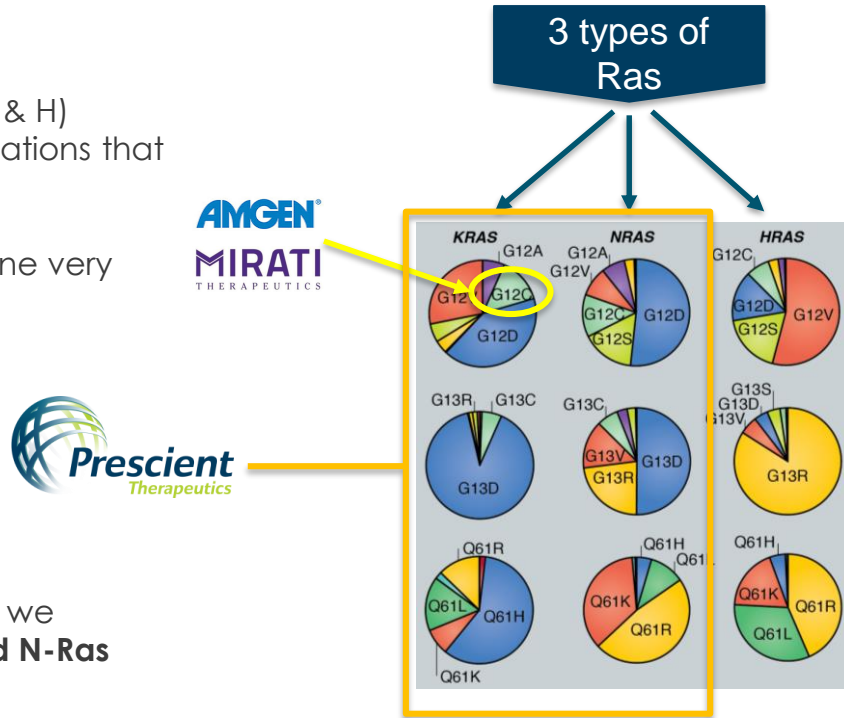 3 types of
Ras
& H)
ations that
ne very
we
d N-Ras
AMGEN®
MIRATI
THERAPEUTICS
Prescient
Therapeutics
KRAS
G12A
G12C
G12D
NRAS
G12A
G12V
G12C
G12S
G12D
HRAS
G12C
G12D
G12S
G12V
G13R
G13C
G13D
G13C
G13V
G13R
G13D
G13S
G13D
G13V
G13R
Q61R
Q61L
Q61H
Q61K
Q61H
Q61K
Q61R
Q61H
Q61K
Q61R
Q61L